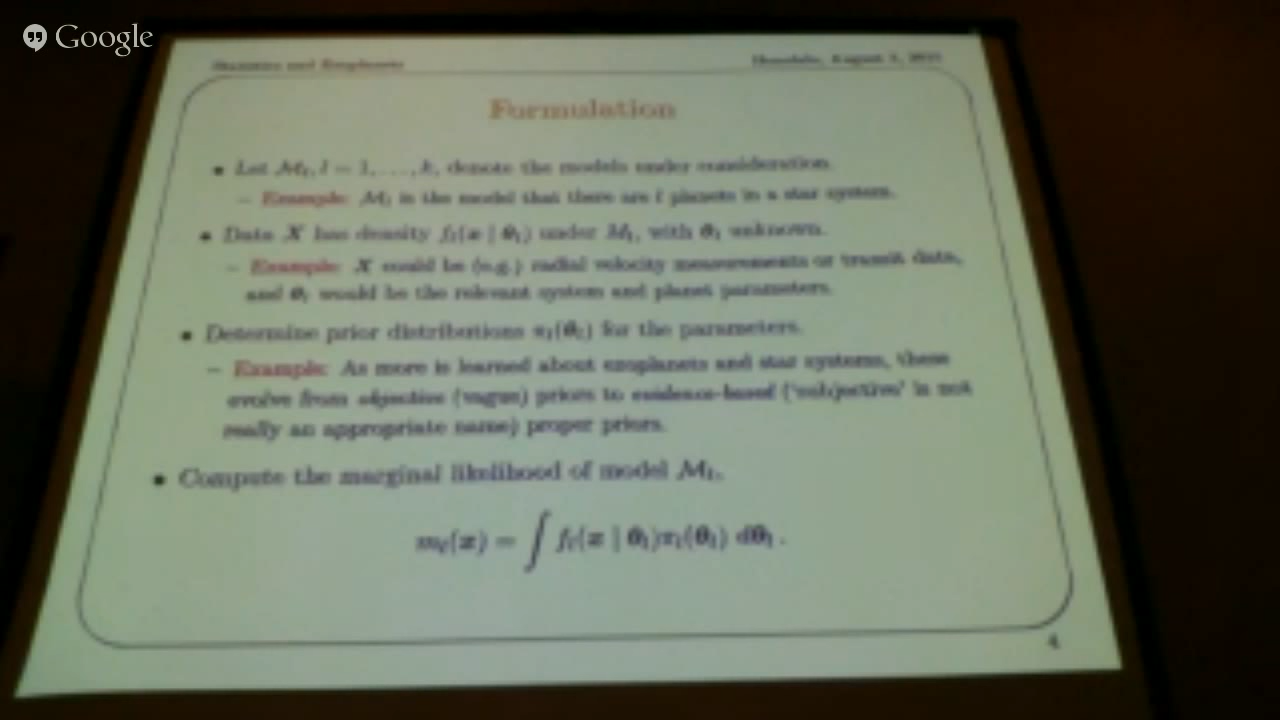 Google
Statistics and Exoplanets
Honolulu, August 3, 2015
Formulation
• Let M_l, l = 1, . . . , k, denote the models under consideration.
– Example: M_l is the model that there are l planets in a star system.
• Data X has density f_l(x | θ_l) under M_l, with θ_l unknown.
– Example: X could be (e.g.) radial velocity measurements or transit data,
and θ_l would be the relevant system and planet parameters.
• Determine prior distributions π_l(θ_l) for the parameters.
– Example: As more is learned about exoplanets and star systems, these
evolve from objective (vague) priors to evidence-based ('subjective' is not
really an appropriate name) proper priors.
• Compute the marginal likelihood of model M_l,
m_l(x) = ∫ f_l(x | θ_l)π_l(θ_l) dθ_l .
4